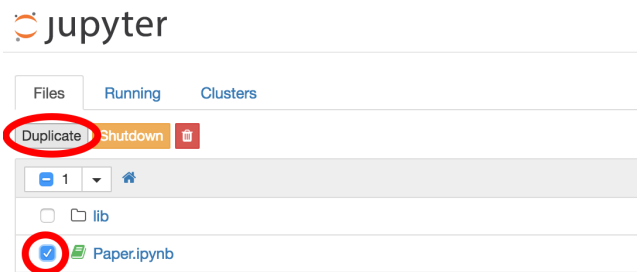 jupyter
Files Running Clusters
Duplicate Shutdown
1
lib
Paper.ipynb